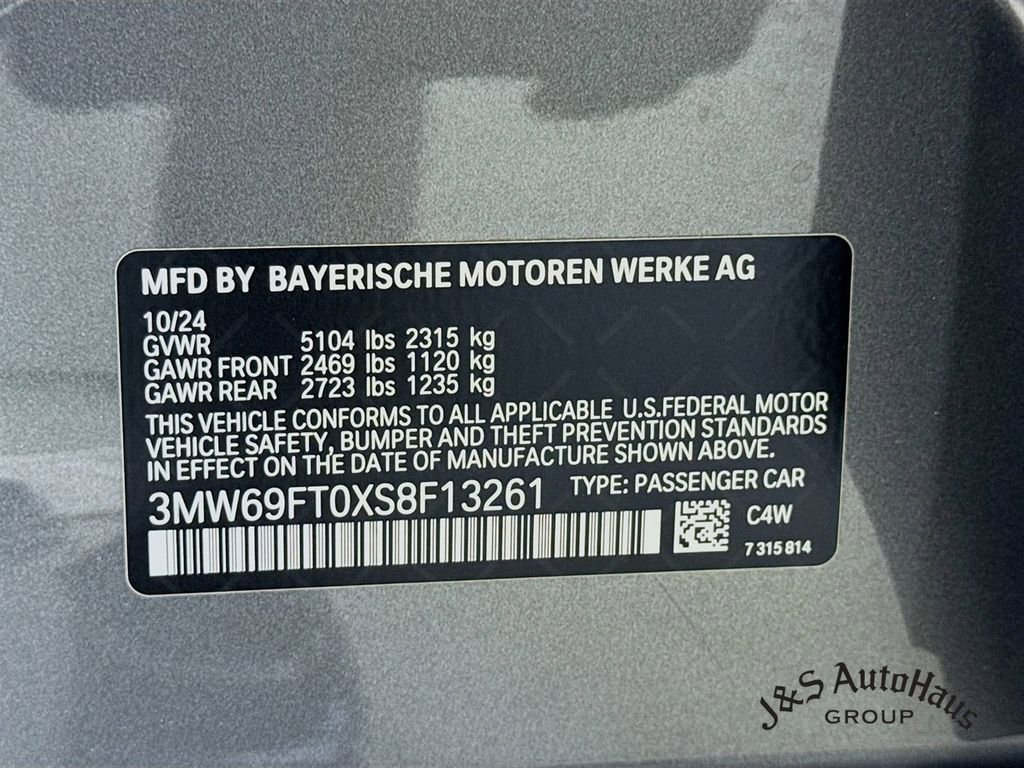 MFD BY BAYERISCHE MOTOREN WERKE AG
10/24
GVWR 5104 lbs 2315 kg
GAWR FRONT 2469 lbs 1120 kg
GAWR REAR 2723 lbs 1235 kg
THIS VEHICLE CONFORMS TO ALL APPLICABLE U.S.FEDERAL MOTOR
VEHICLE SAFETY, BUMPER AND THEFT PREVENTION STANDARDS
IN EFFECT ON THE DATE OF MANUFACTURE SHOWN ABOVE.
3MW69FT0XS8F13261 TYPE: PASSENGER CAR
C4W
7 315 814
J&S AutoHaus
GROUP